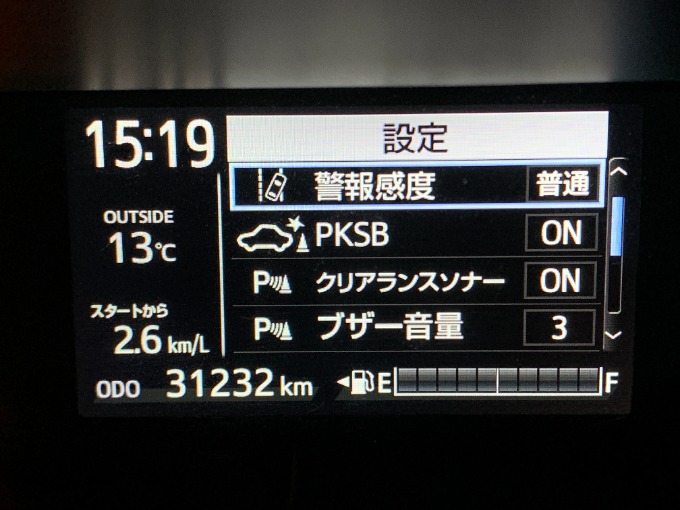 15:19
設定
警報感度 普通
OUTSIDE
13℃
PKSB ON
P クリアランスソナー ON
スタートから
2.6 km/L
P ブザー音量 3
ODO 31232 km
E F